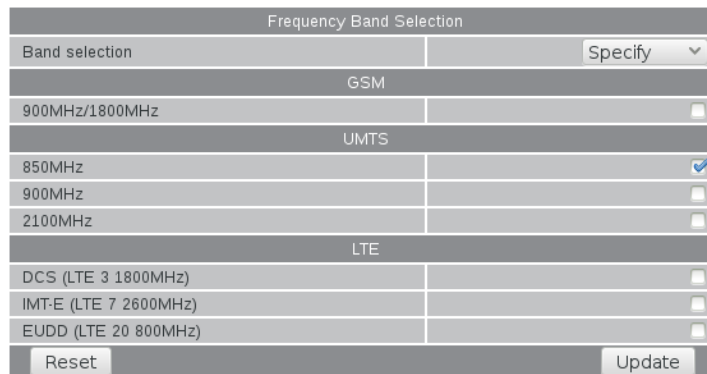 Frequency Band Selection
Band selection Specify
GSM
900MHz/1800MHz
UMTS
850MHz
900MHz
2100MHz
LTE
DCS (LTE 3 1800MHz)
IMT-E (LTE 7 2600MHz)
EUDD (LTE 20 800MHz)
Reset Update